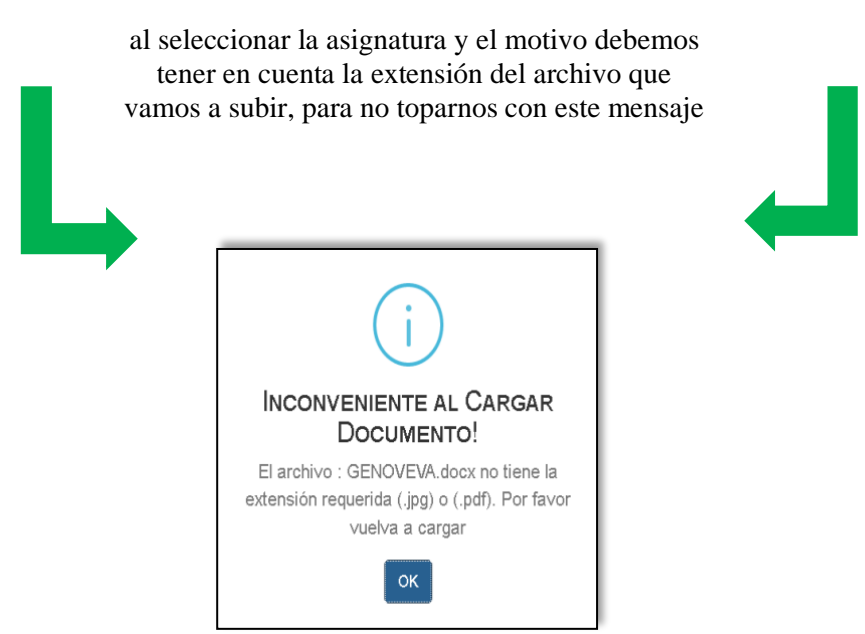 al seleccionar la asignatura y el motivo debemos
tener en cuenta la extensión del archivo que
vamos a subir, para no toparnos con este mensaje
INCONVENIENTE AL CARGAR
DOCUMENTO!
El archivo : GENOVEVA.docx no tiene la
extensión requerida (.jpg) o (.pdf). Por favor
vuelva a cargar
OK